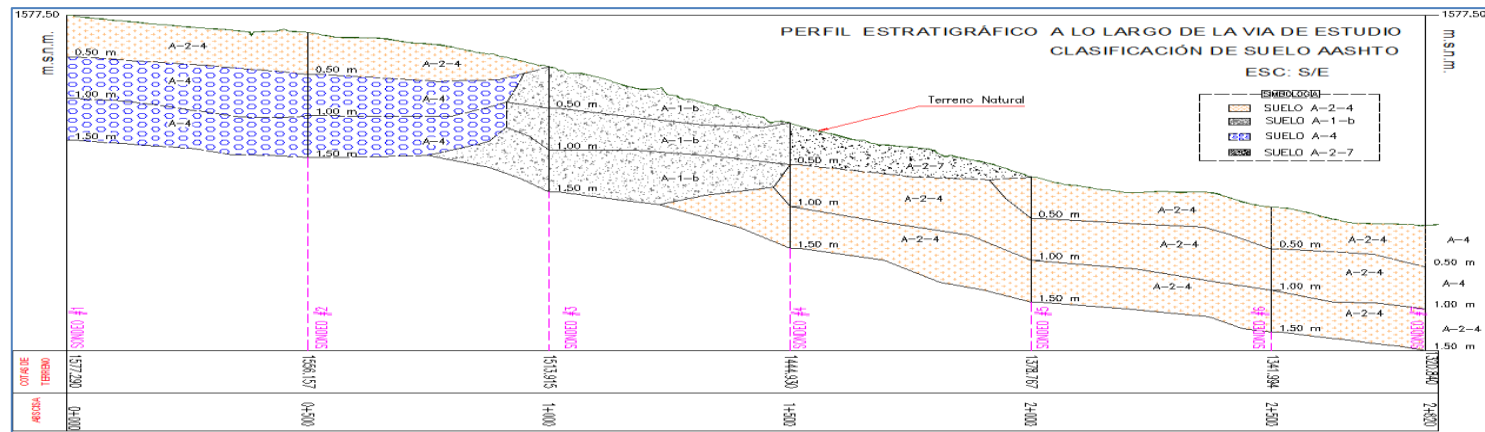 1577.50
1577.50
m.s.n.m.
m.s.n.m.
PERFIL ESTRATIGRÁFICO A LO LARGO DE LA VIA DE ESTUDIO
CLASIFICACIÓN DE SUELO AASHTO
ESC: S/E
SIMBOLOGIA
SUELO A-2-4
SUELO A-1-b
SUELO A-4
SUELO A-2-7
Terreno Natural
A-2-4
A-2-4
0.50 m
0.50 m
A-4
A-4
1.00 m
1.00 m
A-4
A-4
1.50 m
1.50 m
A-1-b
0.50 m
A-1-b
1.00 m
A-1-b
1.50 m
A-2-7
0.50 m
A-2-4
1.00 m
A-2-4
1.50 m
A-2-4
0.50 m
A-2-4
1.00 m
A-2-4
1.50 m
A-2-4
0.50 m
A-2-4
1.00 m
A-2-4
1.50 m
A-4
0.50 m
A-4
1.00 m
A-2-4
1.50 m
SONDEO #1
SONDEO #2
SONDEO #3
SONDEO #4
SONDEO #5
SONDEO #6
SONDEO #7
COTAS DE TERRENO
1577.290
1556.157
1513.915
1444.930
1378.767
1341.994
1320.840
ABSCISA
0+000
0+500
1+000
1+500
2+000
2+500
2+820